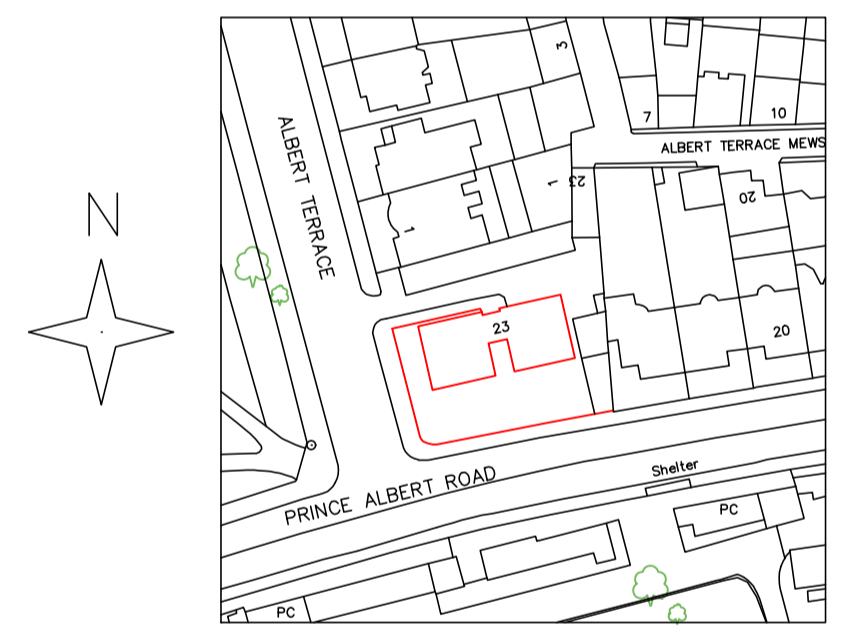 N
3
7
10
ALBERT TERRACE MEWS
ALBERT TERRACE
1
1
23
20
23
20
Shelter
PRINCE ALBERT ROAD
PC
PC